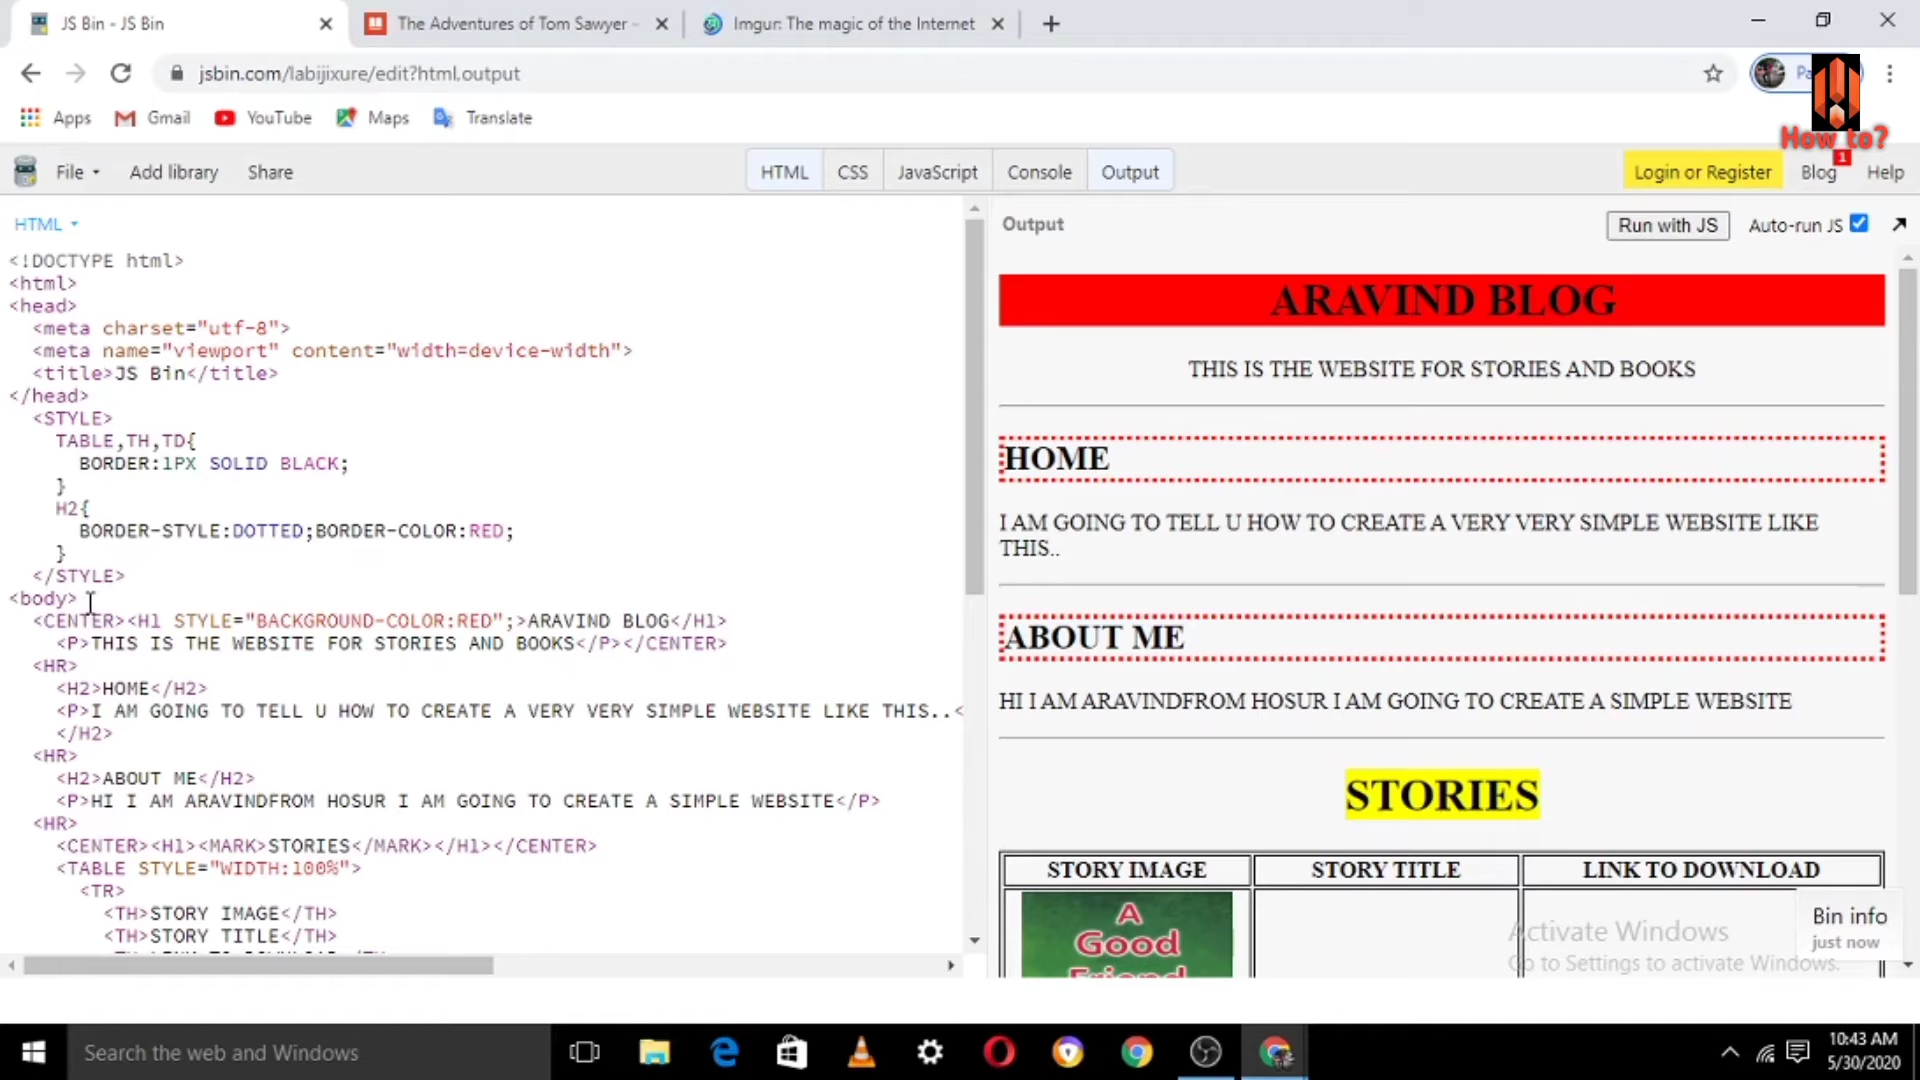 JS Bin - JS Bin
The Adventures of Tom Sawyer -
Imgur: The magic of the Internet
jsbin.com/labijixure/edit?html,output
Apps
Gmail
YouTube
Maps
Translate
How to?
File
Add library
Share
HTML
CSS
JavaScript
Console
Output
Login or Register
Blog
1
Help
HTML
<!DOCTYPE html>
<html>
<head>
<meta charset="utf-8">
<meta name="viewport" content="width=device-width">
<title>JS Bin</title>
</head>
<STYLE>
TABLE,TH,TD{
BORDER:1PX SOLID BLACK;
}
H2{
BORDER-STYLE:DOTTED;BORDER-COLOR:RED;
}
</STYLE>
<body>
<CENTER><H1 STYLE="BACKGROUND-COLOR:RED";>ARAVIND BLOG</H1>
<P>THIS IS THE WEBSITE FOR STORIES AND BOOKS</P></CENTER>
<HR>
<H2>HOME</H2>
<P>I AM GOING TO TELL U HOW TO CREATE A VERY VERY SIMPLE WEBSITE LIKE THIS..<
</H2>
<HR>
<H2>ABOUT ME</H2>
<P>HI I AM ARAVINDFROM HOSUR I AM GOING TO CREATE A SIMPLE WEBSITE</P>
<HR>
<CENTER><H1><MARK>STORIES</MARK></H1></CENTER>
<TABLE STYLE="WIDTH:100%">
<TR>
<TH>STORY IMAGE</TH>
<TH>STORY TITLE</TH>
Output
Run with JS
Auto-run JS
ARAVIND BLOG
THIS IS THE WEBSITE FOR STORIES AND BOOKS
HOME
I AM GOING TO TELL U HOW TO CREATE A VERY VERY SIMPLE WEBSITE LIKE
THIS..
ABOUT ME
HI I AM ARAVINDFROM HOSUR I AM GOING TO CREATE A SIMPLE WEBSITE
STORIES
STORY IMAGE
STORY TITLE
LINK TO DOWNLOAD
A
Good
Friend
Activate Windows
Go to Settings to activate Windows.
Bin info
just now
Search the web and Windows
10:43 AM
5/30/2020